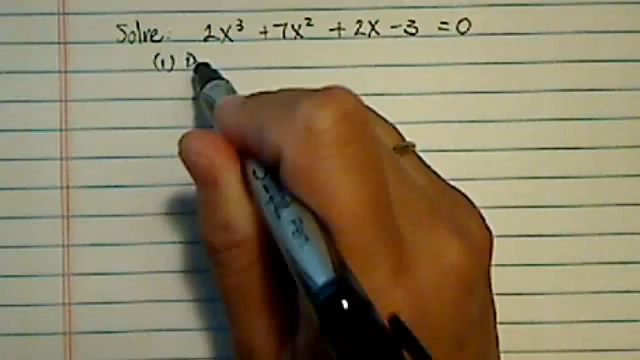 Solve: 2x³ + 7x² + 2x - 3 = 0
(1)